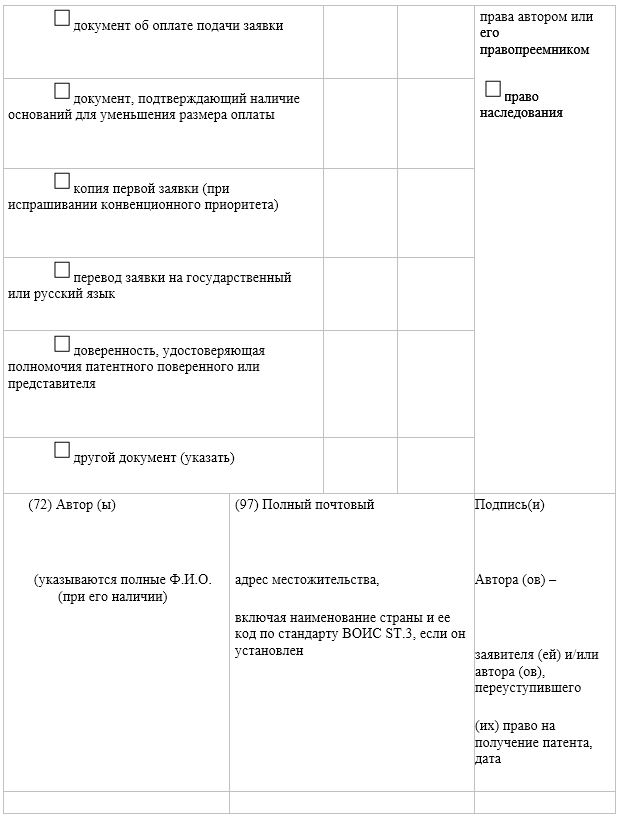 документ об оплате подачи заявки
права автором или
его
правопреемником
право
наследования
документ, подтверждающий наличие
оснований для уменьшения размера оплаты
копия первой заявки (при
испрашивании конвенционного приоритета)
перевод заявки на государственный
или русский язык
доверенность, удостоверяющая
полномочия патентного поверенного или
представителя
другой документ (указать)
(72) Автор (ы)
(указываются полные Ф.И.О.
(при его наличии)
(97) Полный почтовый
адрес местожительства,
включая наименование страны и ее
код по стандарту ВОИС ST.3, если он
установлен
Подпись(и)
Автора (ов) –
заявителя (ей) и/или
автора (ов),
переуступившего
(их) право на
получение патента,
дата